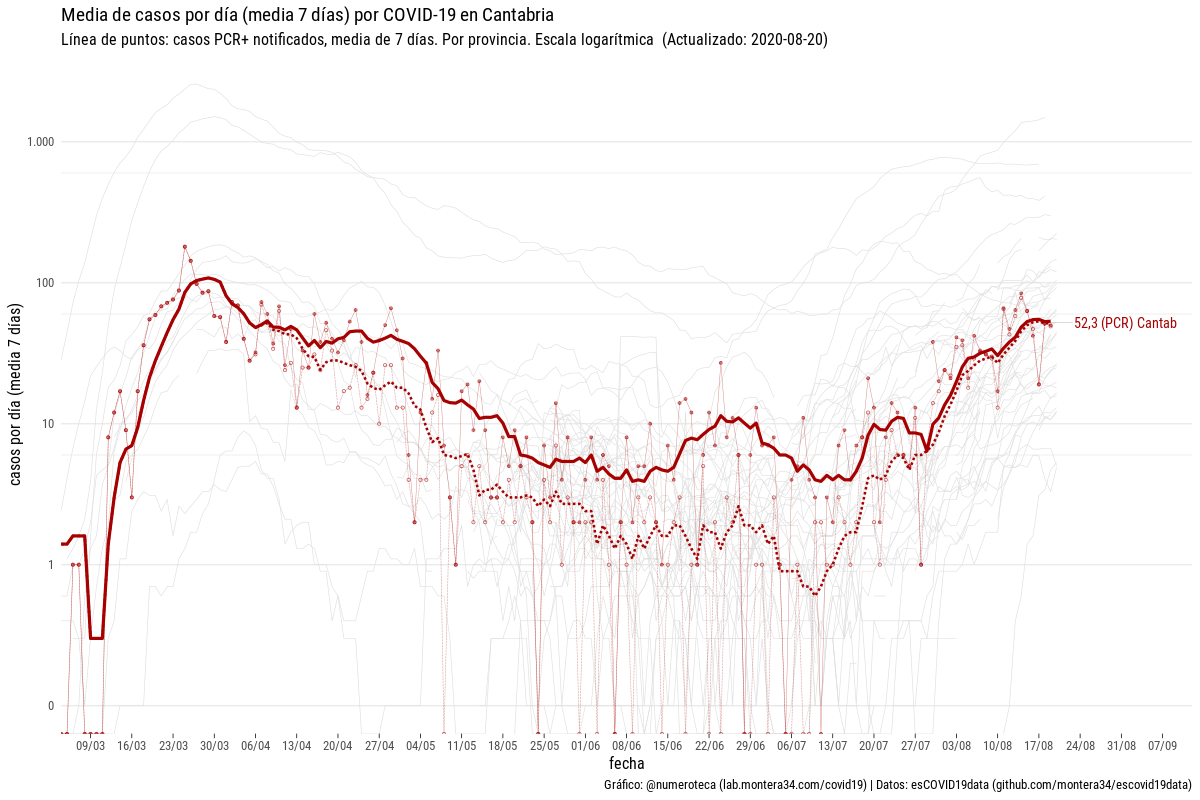 Media de casos por día (media 7 días) por COVID-19 en Cantabria
Línea de puntos: casos PCR+ notificados, media de 7 días. Por provincia. Escala logarítmica (Actualizado: 2020-08-20)
casos por día (media 7 días)
1.000
100
10
1
0
52,3 (PCR) Cantab
09/03 16/03 23/03 30/03 06/04 13/04 20/04 27/04 04/05 11/05 18/05 25/05 01/06 08/06 15/06 22/06 29/06 06/07 13/07 20/07 27/07 03/08 10/08 17/08 24/08 31/08 07/09
fecha
Gráfico: @numeroteca (lab.montera34.com/covid19) | Datos: esCOVID19data (github.com/montera34/escovid19data)